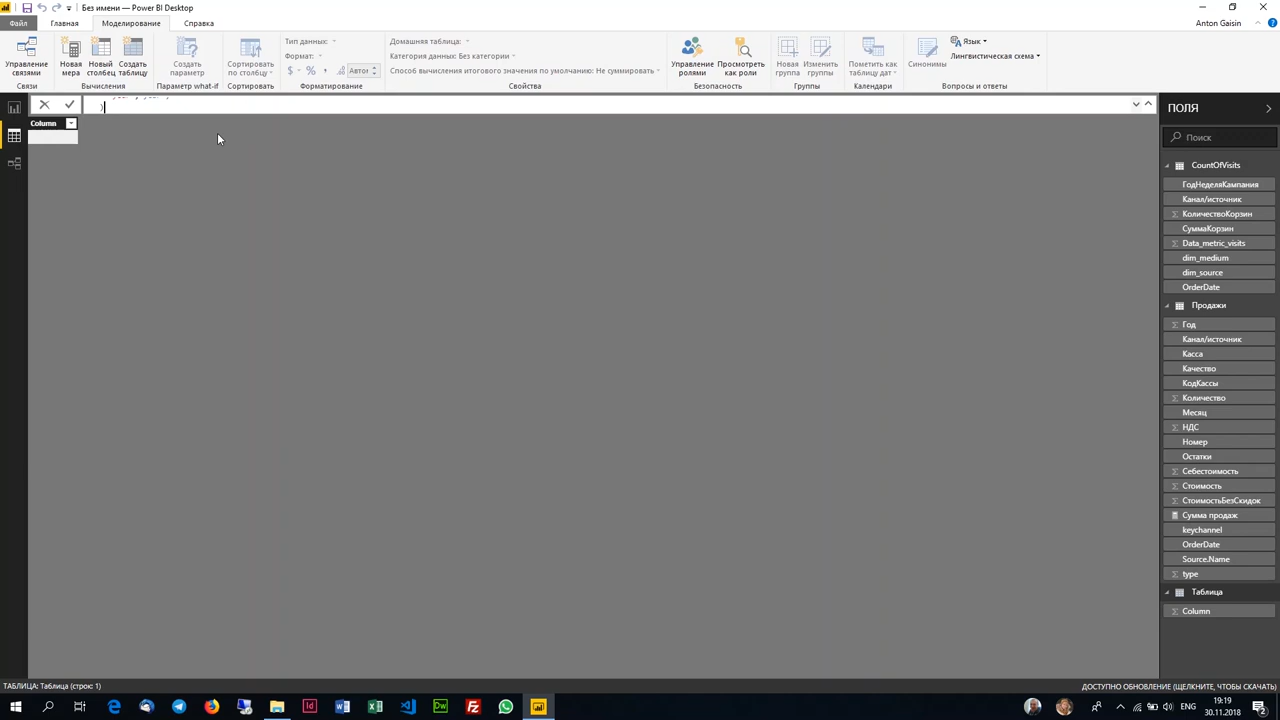 Без имени — Power BI Desktop
Файл
Главная
Моделирование
Справка
Anton Gaisin
Управление связями
Новая мера
Новый столбец
Создать таблицу
Создать параметр
Сортировать по столбцу
Тип данных:
Формат:
$ % , Автом
Домашняя таблица:
Категория данных: Без категории
Способ вычисления итогового значения по умолчанию: Не суммировать
Управление ролями
Просмотреть как роли
Новая группа
Изменить группы
Пометить как таблицу дат
Синонимы
Язык
Лингвистическая схема
Связи
Вычисления
Параметр what-if
Сортировать
Форматирование
Свойства
Безопасность
Группы
Календари
Вопросы и ответы
)
Column
ПОЛЯ
Поиск
CountOfVisits
ГодНеделяКампания
Канал/источник
КоличествоКорзин
СуммаКорзин
Data_metric_visits
dim_medium
dim_source
OrderDate
Продажи
Год
Канал/источник
Касса
Качество
КодКассы
Количество
Месяц
НДС
Номер
Остатки
Себестоимость
Стоимость
СтоимостьБезСкидок
Сумма продаж
keychannel
OrderDate
Source.Name
type
Таблица
Column
ТАБЛИЦА: Таблица (строк: 1)
ДОСТУПНО ОБНОВЛЕНИЕ (ЩЕЛКНИТЕ, ЧТОБЫ СКАЧАТЬ)
ENG
19:19
30.11.2018